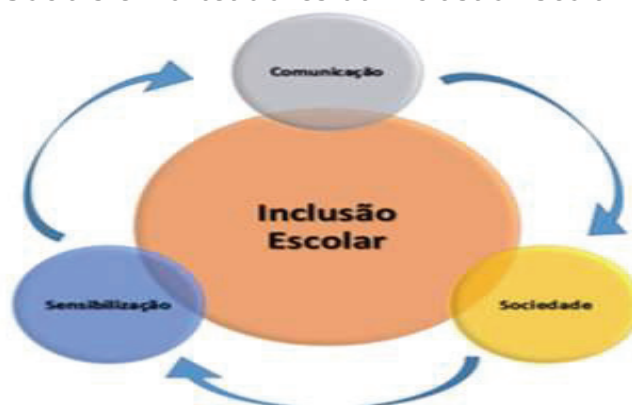 Comunicação
Inclusão
Escolar
Sensibilização
Sociedade